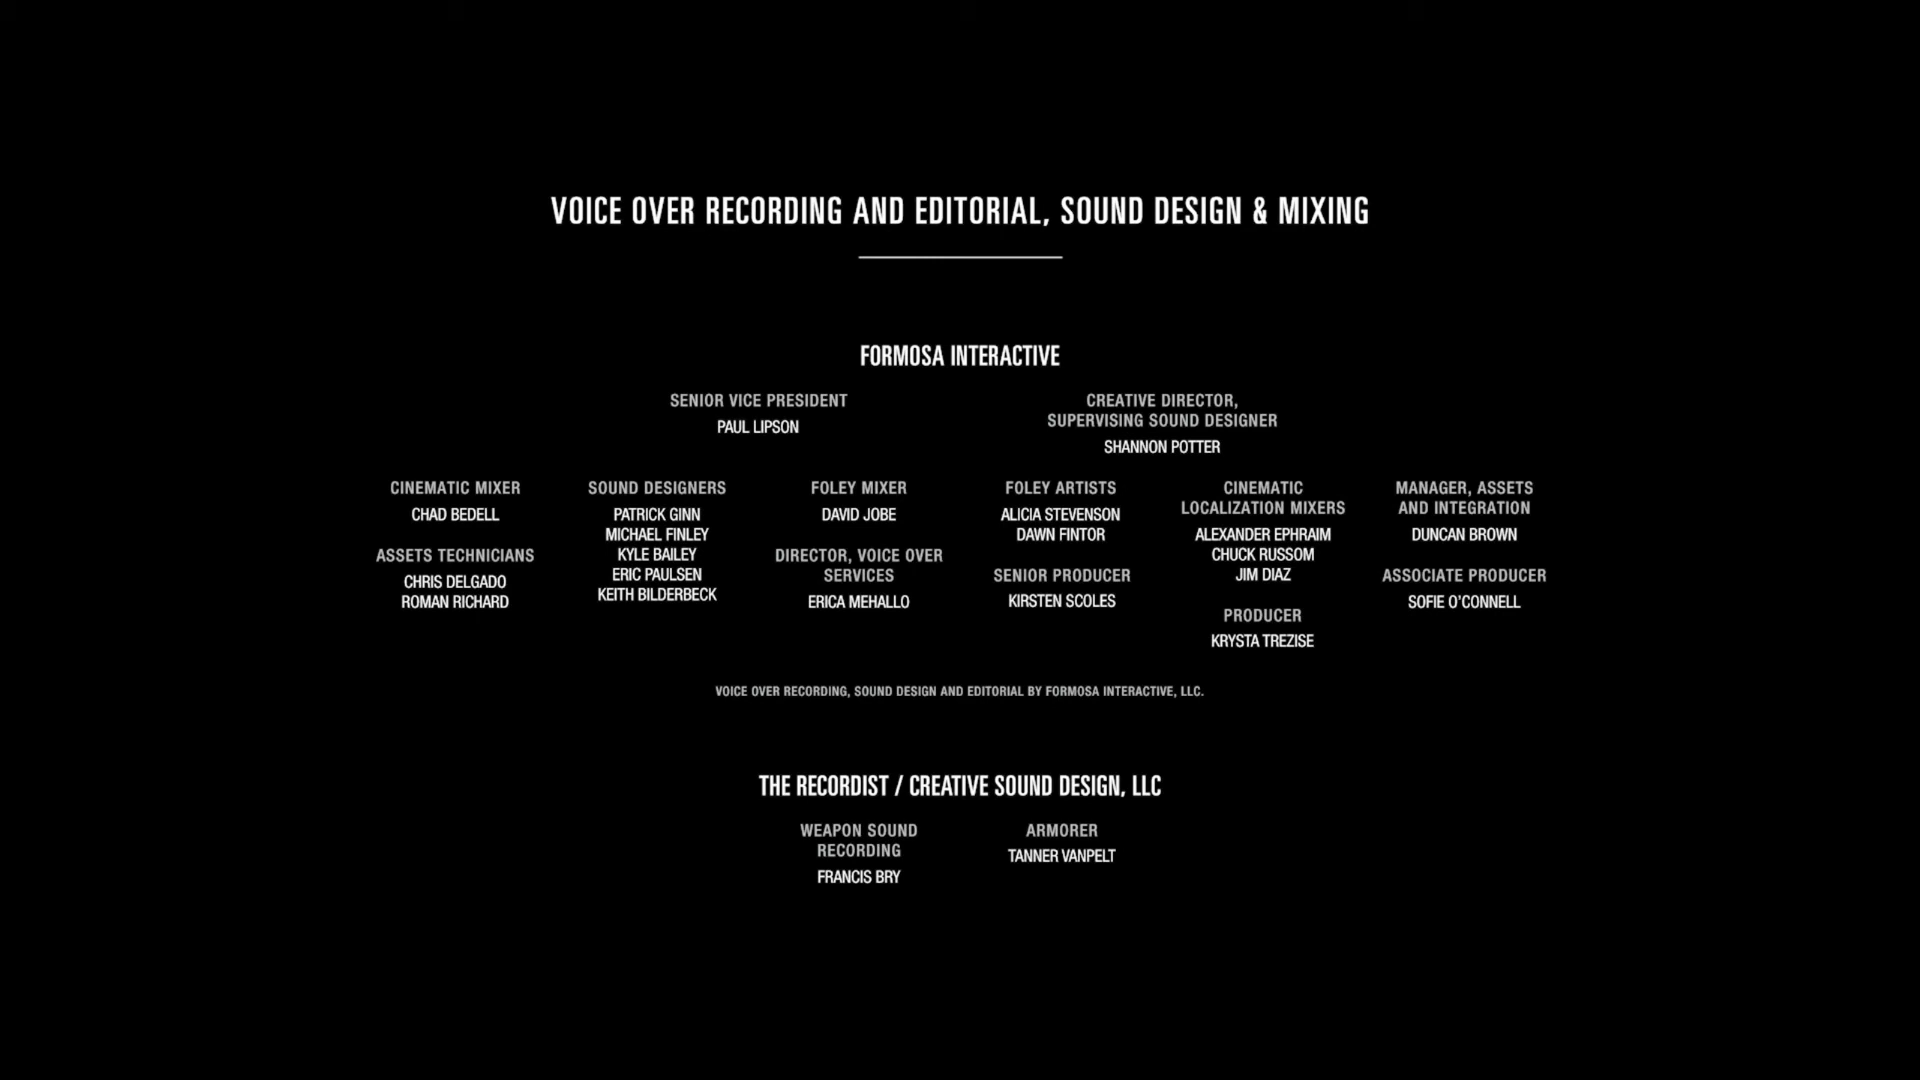 VOICE OVER RECORDING AND EDITORIAL, SOUND DESIGN & MIXING
FORMOSA INTERACTIVE
SENIOR VICE PRESIDENT
PAUL LIPSON
CREATIVE DIRECTOR,
SUPERVISING SOUND DESIGNER
SHANNON POTTER
CINEMATIC MIXER
CHAD BEDELL
ASSETS TECHNICIANS
CHRIS DELGADO
ROMAN RICHARD
SOUND DESIGNERS
PATRICK GINN
MICHAEL FINLEY
KYLE BAILEY
ERIC PAULSEN
KEITH BILDERBECK
FOLEY MIXER
DAVID JOBE
DIRECTOR, VOICE OVER
SERVICES
ERICA MEHALLO
FOLEY ARTISTS
ALICIA STEVENSON
DAWN FINTOR
SENIOR PRODUCER
KIRSTEN SCOLES
CINEMATIC
LOCALIZATION MIXERS
ALEXANDER EPHRAIM
CHUCK RUSSOM
JIM DIAZ
PRODUCER
KRYSTA TREZISE
MANAGER, ASSETS
AND INTEGRATION
DUNCAN BROWN
ASSOCIATE PRODUCER
SOFIE O'CONNELL
VOICE OVER RECORDING, SOUND DESIGN AND EDITORIAL BY FORMOSA INTERACTIVE, LLC.
THE RECORDIST / CREATIVE SOUND DESIGN, LLC
WEAPON SOUND
RECORDING
FRANCIS BRY
ARMORER
TANNER VANPELT